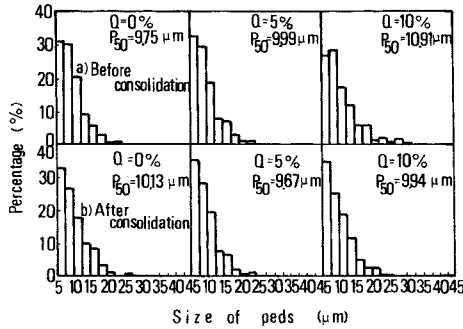 40
Q=0%
P50=9.75 μm
a) Before consolidation
Q=5%
P50=9.99 μm
Q=10%
P50=10.91 μm
30
20
10
0
Percentage (%)
Q=0%
P50=10.13 μm
b) After consolidation
Q=5%
P50=9.67 μm
Q=10%
P50=9.94 μm
30
20
10
0
5 10 15 20 25 30 35 40 45 10 15 20 25 30 35 40 45 10 15 20 25 30 35 40 45
Size of peds (μm)